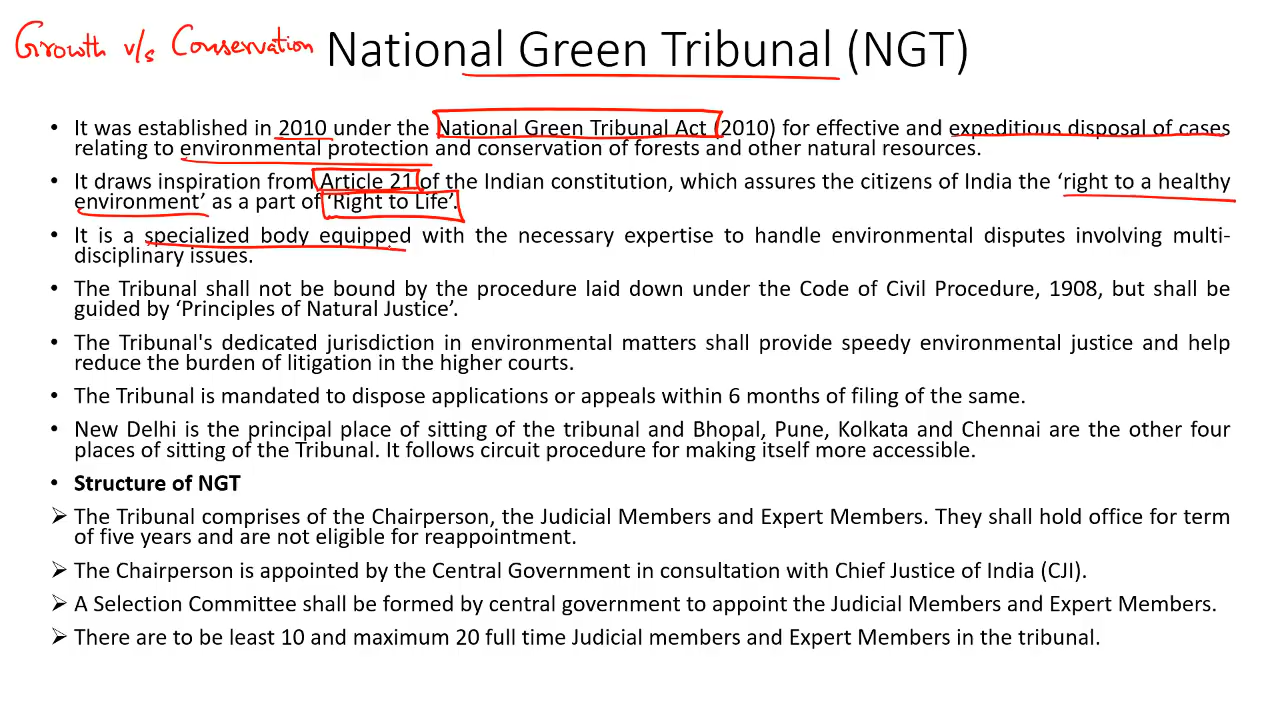 Growth v/s Conservation National Green Tribunal (NGT)
• It was established in 2010 under the National Green Tribunal Act (2010) for effective and expeditious disposal of cases
relating to environmental protection and conservation of forests and other natural resources.
• It draws inspiration from Article 21 of the Indian constitution, which assures the citizens of India the ‘right to a healthy
environment’ as a part of ‘Right to Life’.
• It is a specialized body equipped with the necessary expertise to handle environmental disputes involving multi-
disciplinary issues.
• The Tribunal shall not be bound by the procedure laid down under the Code of Civil Procedure, 1908, but shall be
guided by ‘Principles of Natural Justice’.
• The Tribunal's dedicated jurisdiction in environmental matters shall provide speedy environmental justice and help
reduce the burden of litigation in the higher courts.
• The Tribunal is mandated to dispose applications or appeals within 6 months of filing of the same.
• New Delhi is the principal place of sitting of the tribunal and Bhopal, Pune, Kolkata and Chennai are the other four
places of sitting of the Tribunal. It follows circuit procedure for making itself more accessible.
• Structure of NGT
➢ The Tribunal comprises of the Chairperson, the Judicial Members and Expert Members. They shall hold office for term
of five years and are not eligible for reappointment.
➢ The Chairperson is appointed by the Central Government in consultation with Chief Justice of India (CJI).
➢ A Selection Committee shall be formed by central government to appoint the Judicial Members and Expert Members.
➢ There are to be least 10 and maximum 20 full time Judicial members and Expert Members in the tribunal.